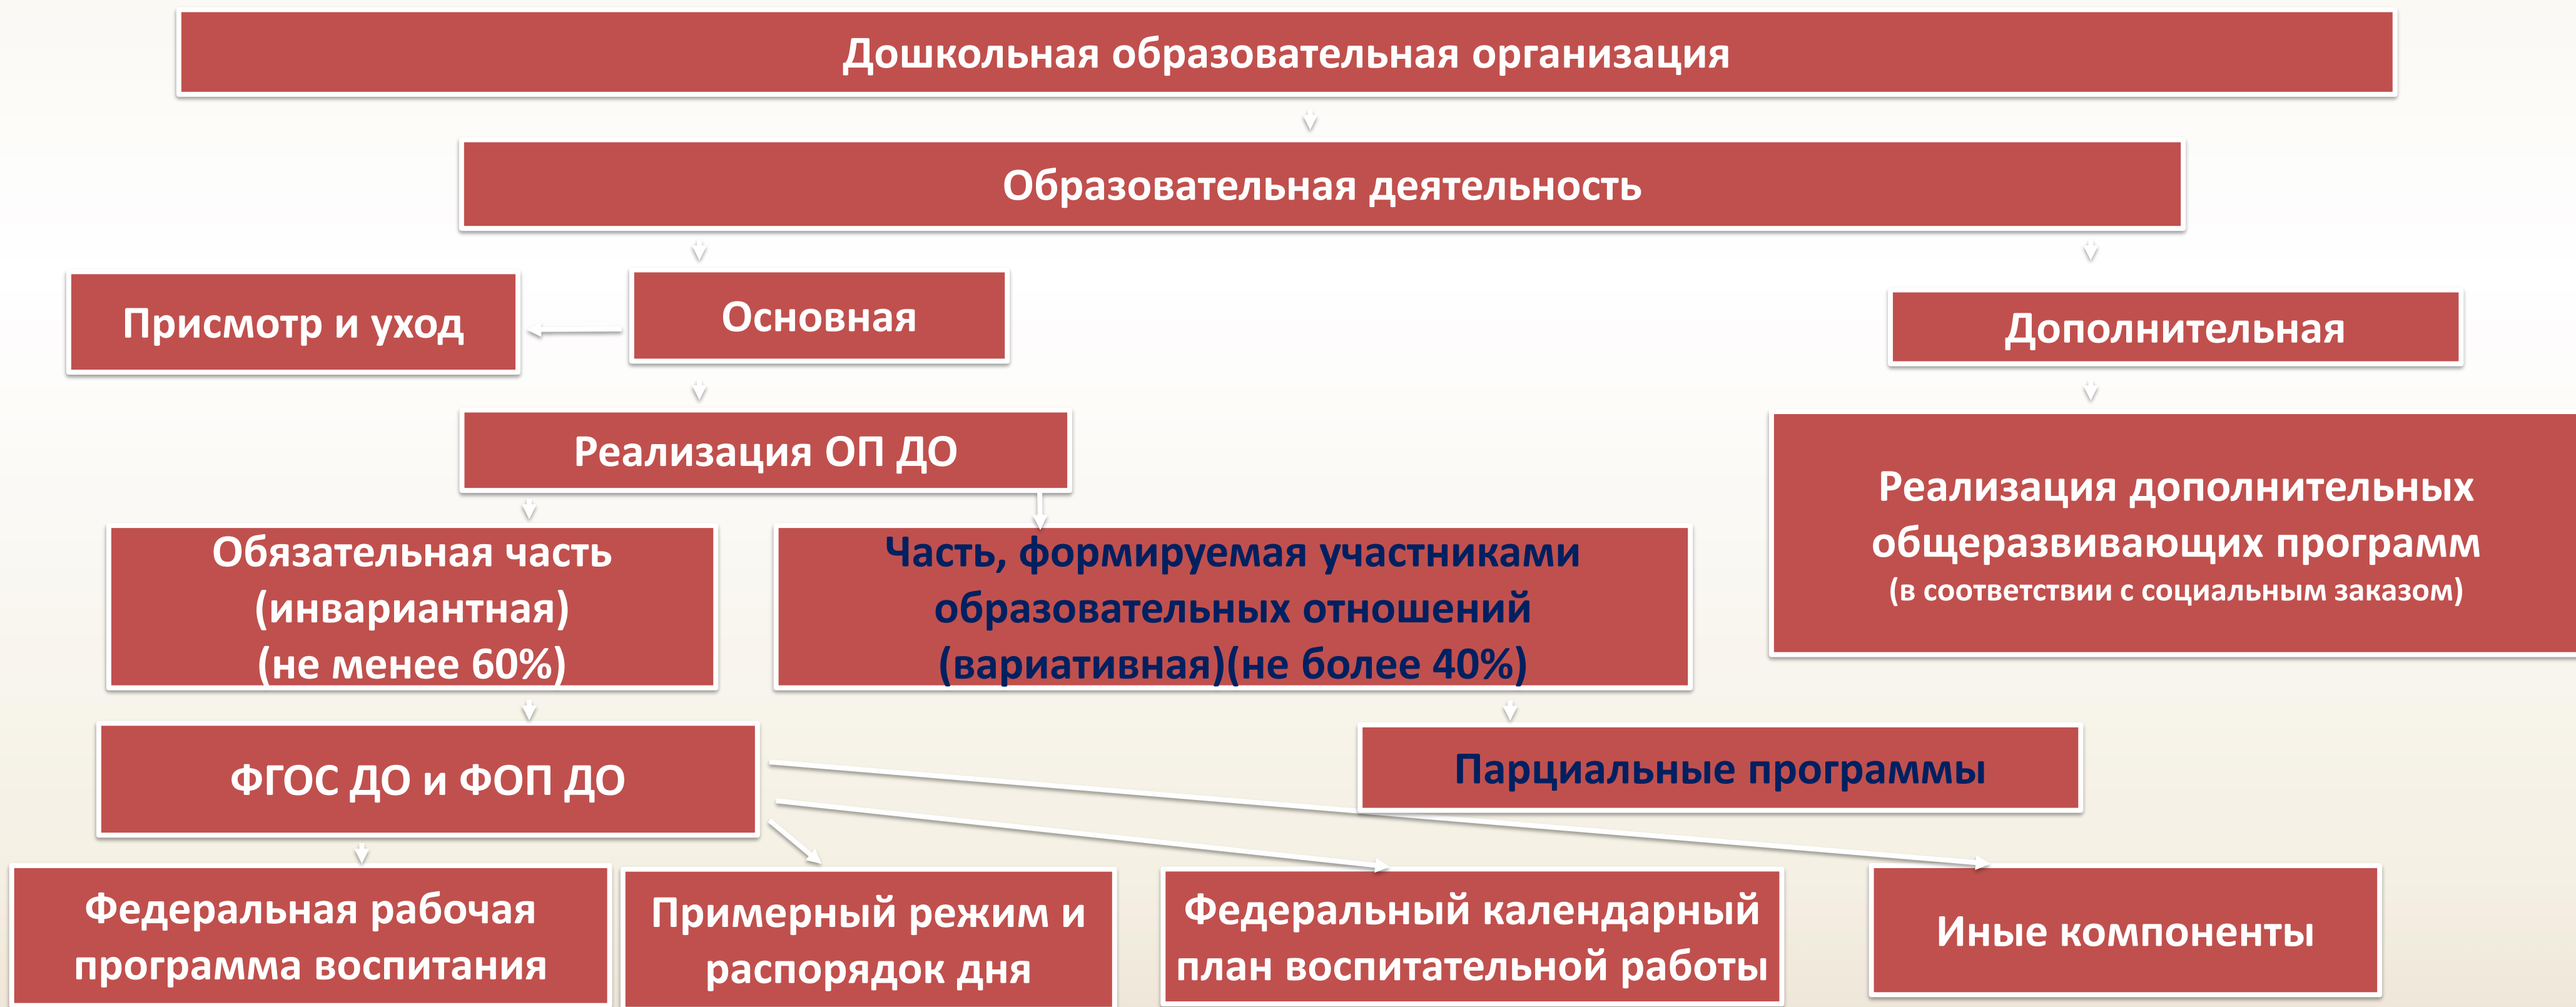 Дошкольная образовательная организация
Образовательная деятельность
Присмотр и уход
Основная
Дополнительная
Реализация ОП ДО
Реализация дополнительных
общеразвивающих программ
(в соответствии с социальным заказом)
Обязательная часть
(инвариантная)
(не менее 60%)
Часть, формируемая участниками
образовательных отношений
(вариативная)(не более 40%)
ФГОС ДО и ФОП ДО
Парциальные программы
Федеральная рабочая
программа воспитания
Примерный режим и
распорядок дня
Федеральный календарный
план воспитательной работы
Иные компоненты